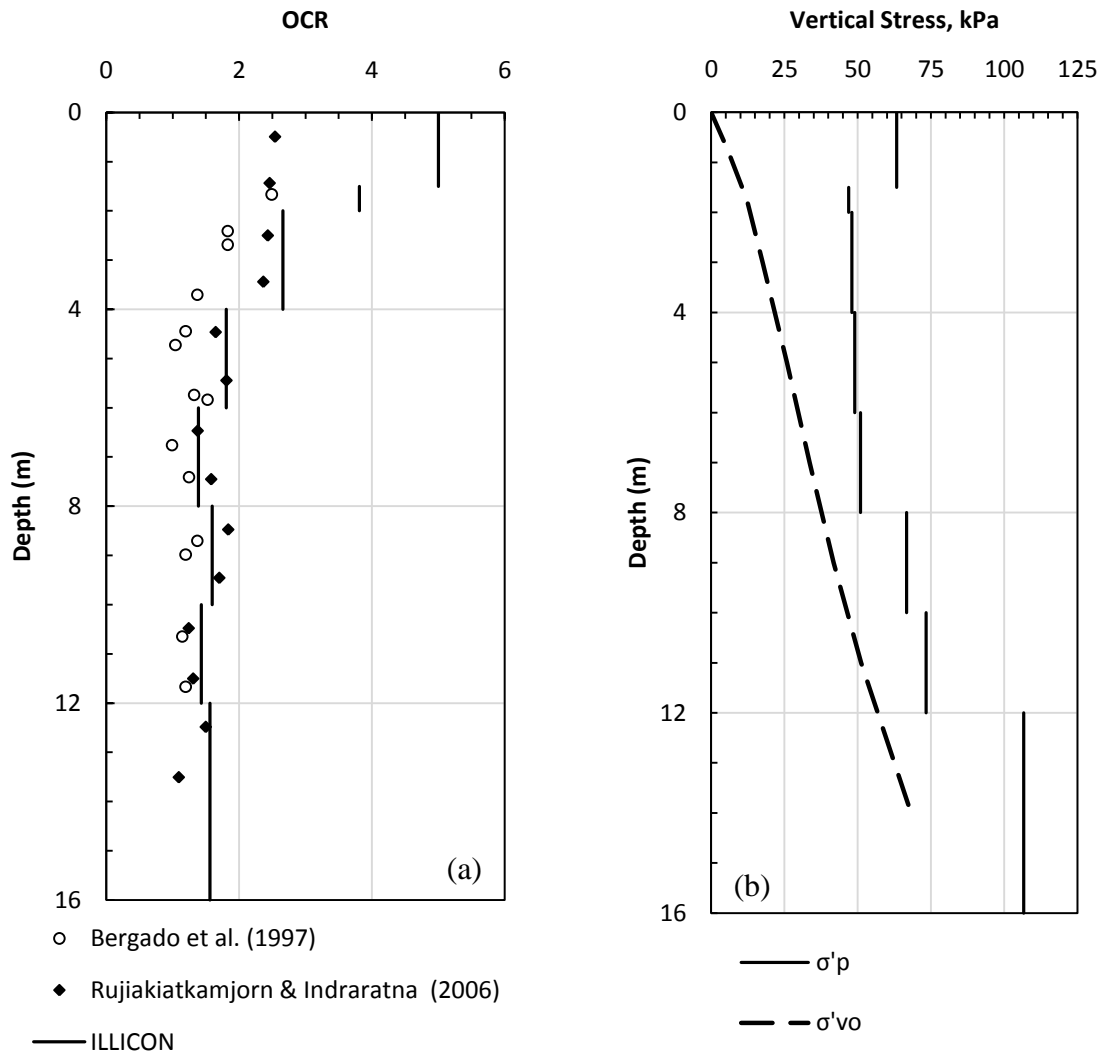 OCR
0 2 4 6
0
4
8
12
16
Depth (m)
(a)
Bergado et al. (1997)
Rujiakiatkamjorn & Indraratna (2006)
ILLICON
Vertical Stress, kPa
0 25 50 75 100 125
0
4
8
12
16
Depth (m)
(b)
σ'p
σ'vo